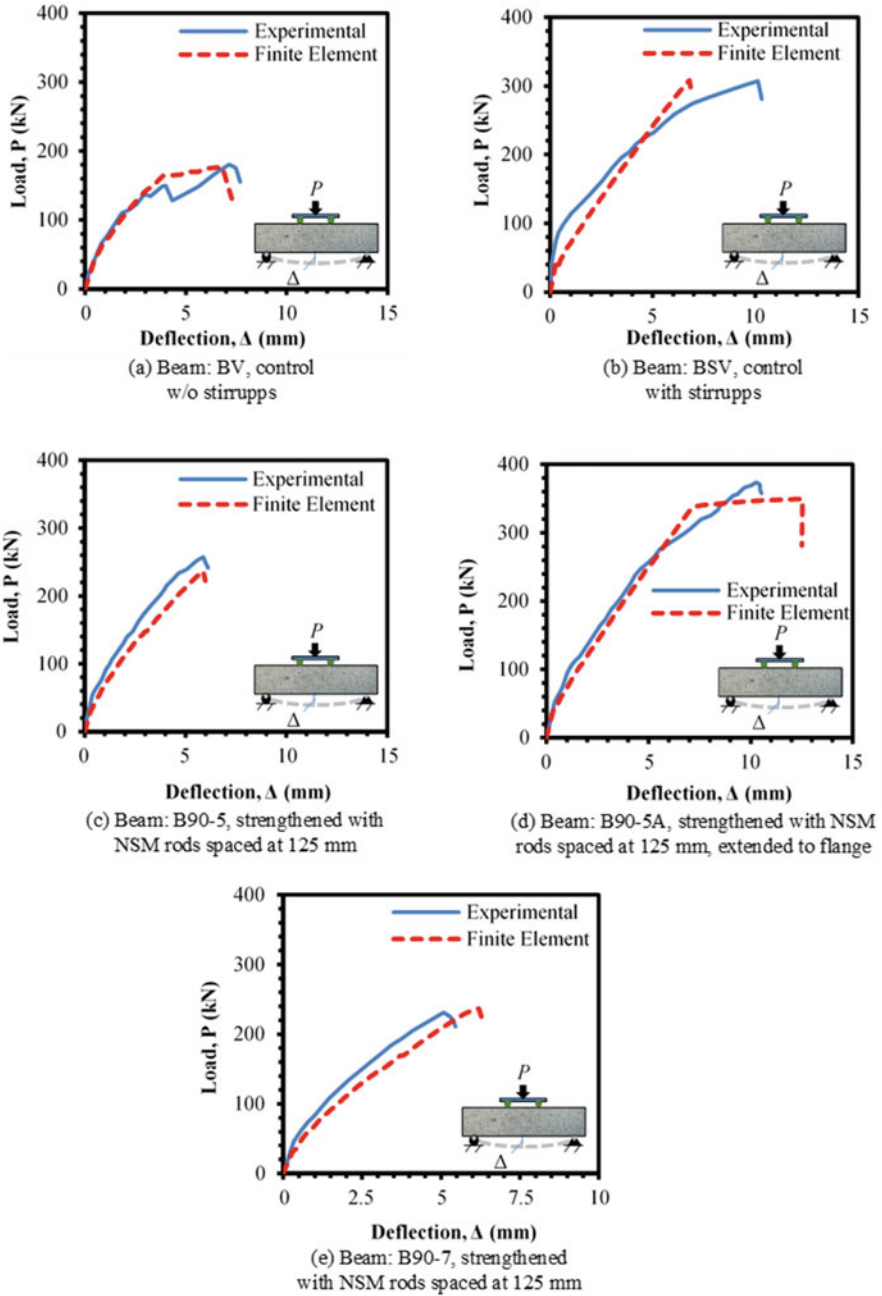 400
Experimental
Finite Element
300
Load, P (kN)
200
P
100
Δ
0
0 5 10 15
Deflection, Δ (mm)
(a) Beam: BV, control
w/o stirrupps
400
Experimental
Finite Element
300
Load, P (kN)
200
P
100
Δ
0
0 5 10 15
Deflection, Δ (mm)
(b) Beam: BSV, control
with stirrupps
400
Experimental
Finite Element
300
Load, P (kN)
200
P
100
Δ
0
0 5 10 15
Deflection, Δ (mm)
(c) Beam: B90-5, strengthened with
NSM rods spaced at 125 mm
400
300
Load, P (kN)
Experimental
200
Finite Element
P
100
Δ
0
0 5 10 15
Deflection, Δ (mm)
(d) Beam: B90-5A, strengthened with NSM
rods spaced at 125 mm, extended to flange
400
Experimental
Finite Element
300
Load, P (kN)
200
P
100
Δ
0
0 2.5 5 7.5 10
Deflection, Δ (mm)
(e) Beam: B90-7, strengthened
with NSM rods spaced at 125 mm